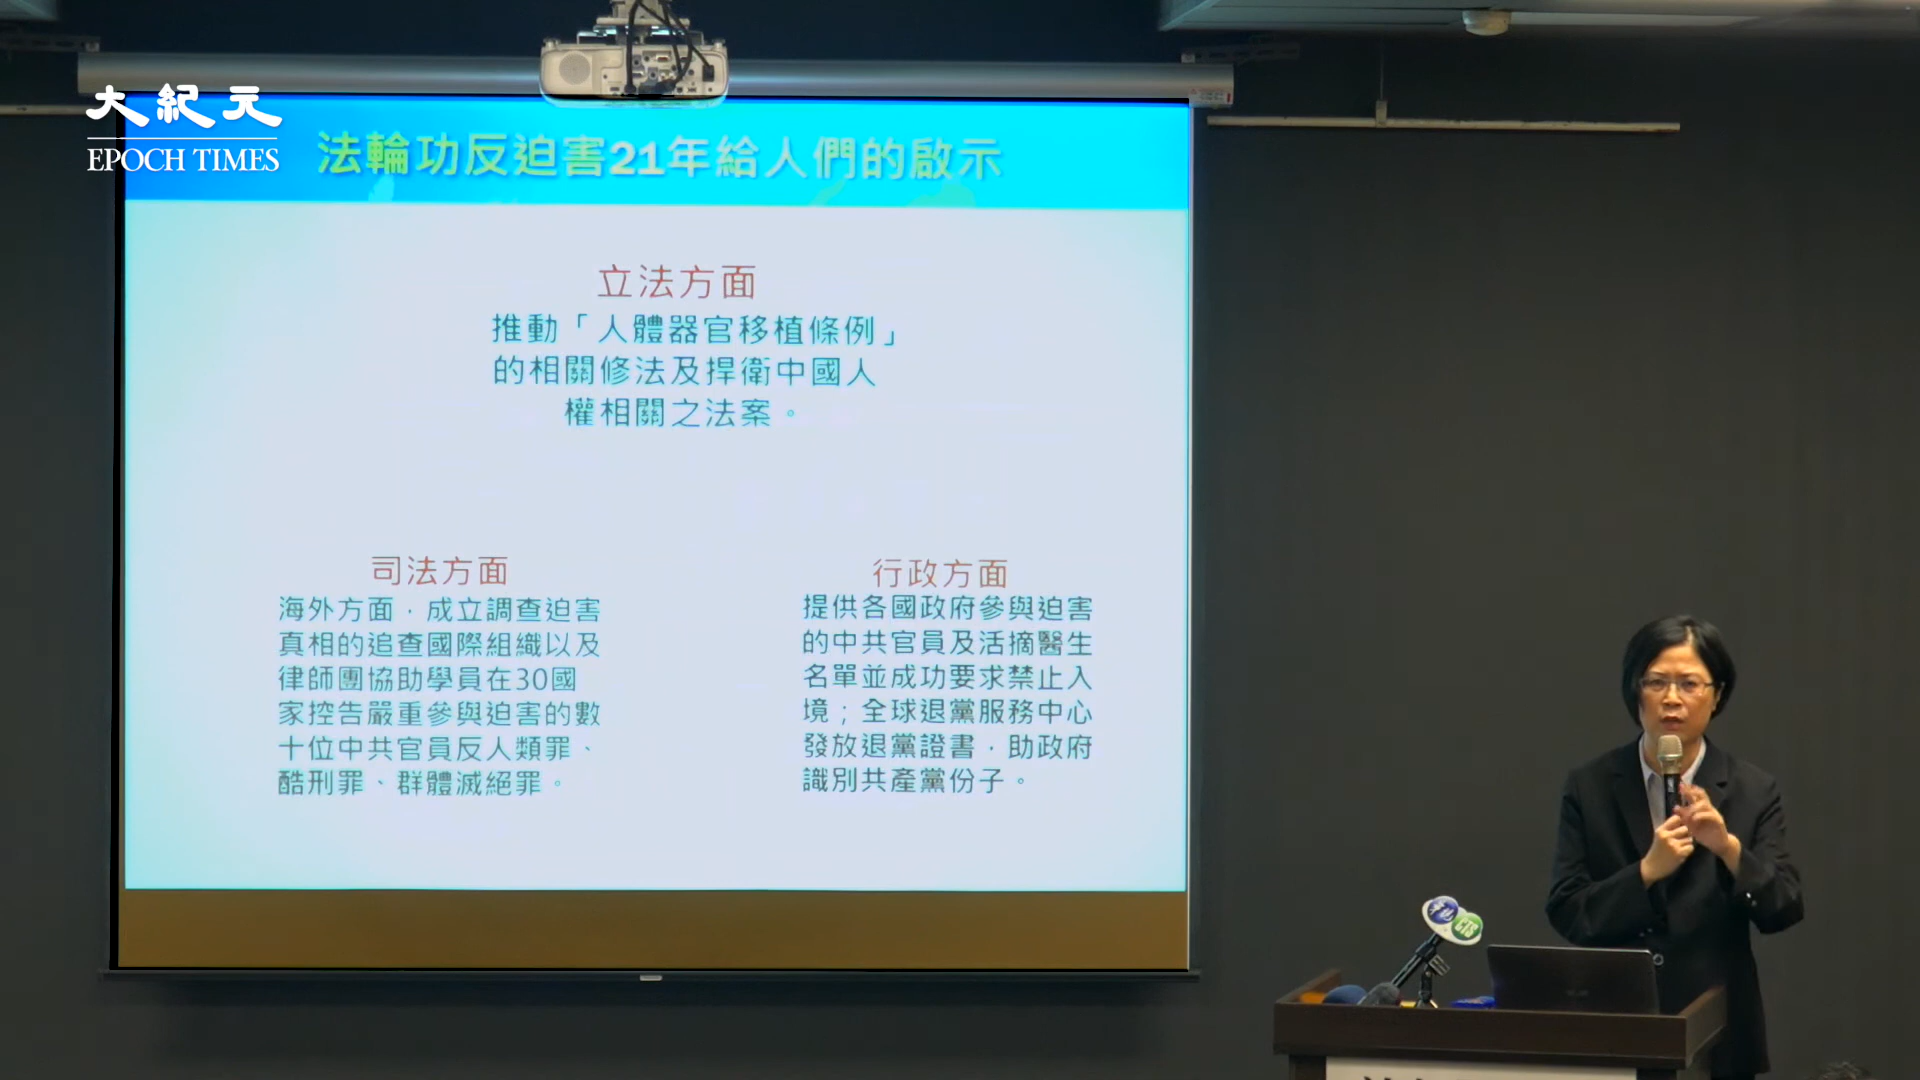 大紀元
EPOCH TIMES
法輪功反迫害21年給人們的啟示
立法方面
推動「人體器官移植條例」
的相關修法及捍衛中國人
權相關之法案。
司法方面
海外方面，成立調查迫害
真相的追查國際組織以及
律師團協助學員在30國
家控告嚴重參與迫害的數
十位中共官員反人類罪、
酷刑罪、群體滅絕罪。
行政方面
提供各國政府參與迫害
的中共官員及活摘醫生
名單並成功要求禁止入
境；全球退黨服務中心
發放退黨證書，助政府
識別共產黨份子。
CTS